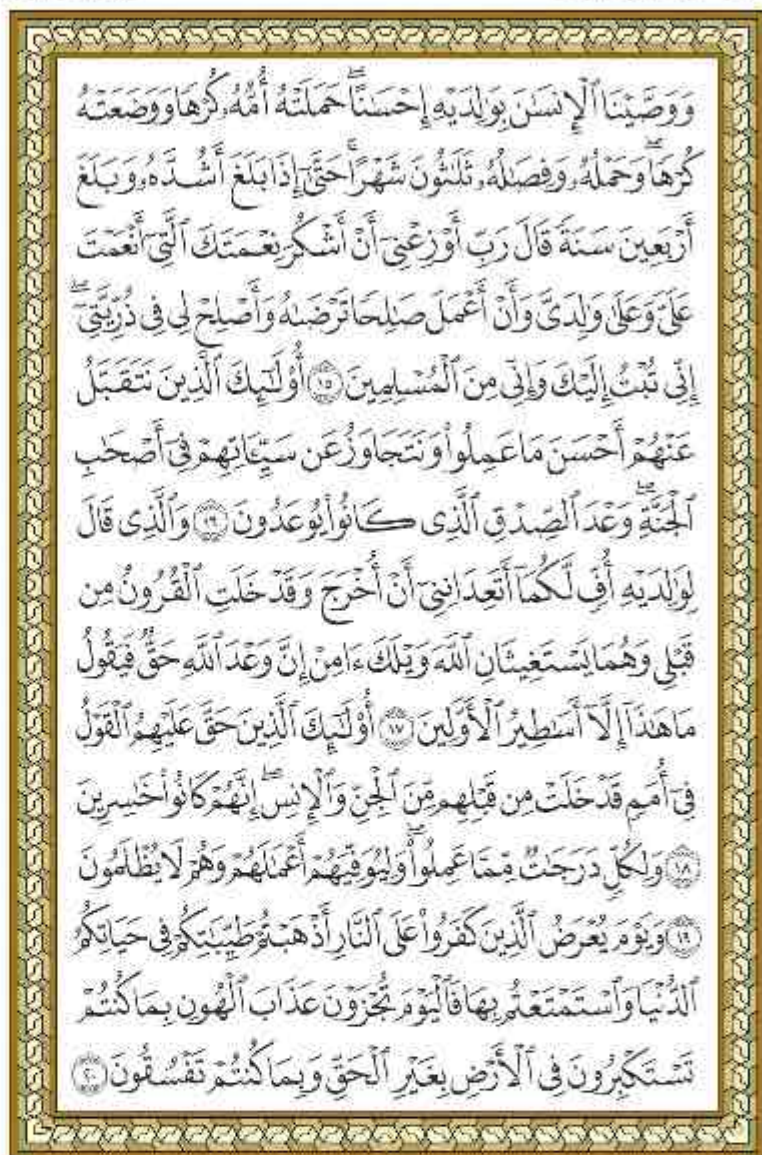 وَوَصَّيْنَا ٱلْإِنسَٰنَ بِوَٰلِدَيْهِ إِحْسَٰنًا ۖ حَمَلَتْهُ أُمُّهُۥ كُرْهًا وَوَضَعَتْهُ
كُرْهًا ۖ وَحَمْلُهُۥ وَفِصَٰلُهُۥ ثَلَٰثُونَ شَهْرًا ۚ حَتَّىٰٓ إِذَا بَلَغَ أَشُدَّهُۥ وَبَلَغَ
أَرْبَعِينَ سَنَةً قَالَ رَبِّ أَوْزِعْنِىٓ أَنْ أَشْكُرَ نِعْمَتَكَ ٱلَّتِىٓ أَنْعَمْتَ
عَلَىَّ وَعَلَىٰ وَٰلِدَىَّ وَأَنْ أَعْمَلَ صَٰلِحًا تَرْضَىٰهُ وَأَصْلِحْ لِى فِى ذُرِّيَّتِىٓ ۖ
إِنِّى تُبْتُ إِلَيْكَ وَإِنِّى مِنَ ٱلْمُسْلِمِينَ ١٥ أُو۟لَٰٓئِكَ ٱلَّذِينَ نَتَقَبَّلُ
عَنْهُمْ أَحْسَنَ مَا عَمِلُوا۟ وَنَتَجَاوَزُ عَن سَيِّـَٔاتِهِمْ فِىٓ أَصْحَٰبِ
ٱلْجَنَّةِ ۖ وَعْدَ ٱلصِّدْقِ ٱلَّذِى كَانُوا۟ يُوعَدُونَ ١٦ وَٱلَّذِى قَالَ
لِوَٰلِدَيْهِ أُفٍّ لَّكُمَآ أَتَعِدَانِنِىٓ أَنْ أُخْرَجَ وَقَدْ خَلَتِ ٱلْقُرُونُ مِن
قَبْلِى وَهُمَا يَسْتَغِيثَانِ ٱللَّهَ وَيْلَكَ ءَامِنْ إِنَّ وَعْدَ ٱللَّهِ حَقٌّ فَيَقُولُ
مَا هَٰذَآ إِلَّآ أَسَٰطِيرُ ٱلْأَوَّلِينَ ١٧ أُو۟لَٰٓئِكَ ٱلَّذِينَ حَقَّ عَلَيْهِمُ ٱلْقَوْلُ
فِىٓ أُمَمٍ قَدْ خَلَتْ مِن قَبْلِهِم مِّنَ ٱلْجِنِّ وَٱلْإِنسِ ۖ إِنَّهُمْ كَانُوا۟ خَٰسِرِينَ
١٨ وَلِكُلٍّ دَرَجَٰتٌ مِّمَّا عَمِلُوا۟ ۖ وَلِيُوَفِّيَهُمْ أَعْمَٰلَهُمْ وَهُمْ لَا يُظْلَمُونَ
١٩ وَيَوْمَ يُعْرَضُ ٱلَّذِينَ كَفَرُوا۟ عَلَى ٱلنَّارِ أَذْهَبْتُمْ طَيِّبَٰتِكُمْ فِى حَيَاتِكُمُ
ٱلدُّنْيَا وَٱسْتَمْتَعْتُم بِهَا فَٱلْيَوْمَ تُجْزَوْنَ عَذَابَ ٱلْهُونِ بِمَا كُنتُمْ
تَسْتَكْبِرُونَ فِى ٱلْأَرْضِ بِغَيْرِ ٱلْحَقِّ وَبِمَا كُنتُمْ تَفْسُقُونَ ٢٠